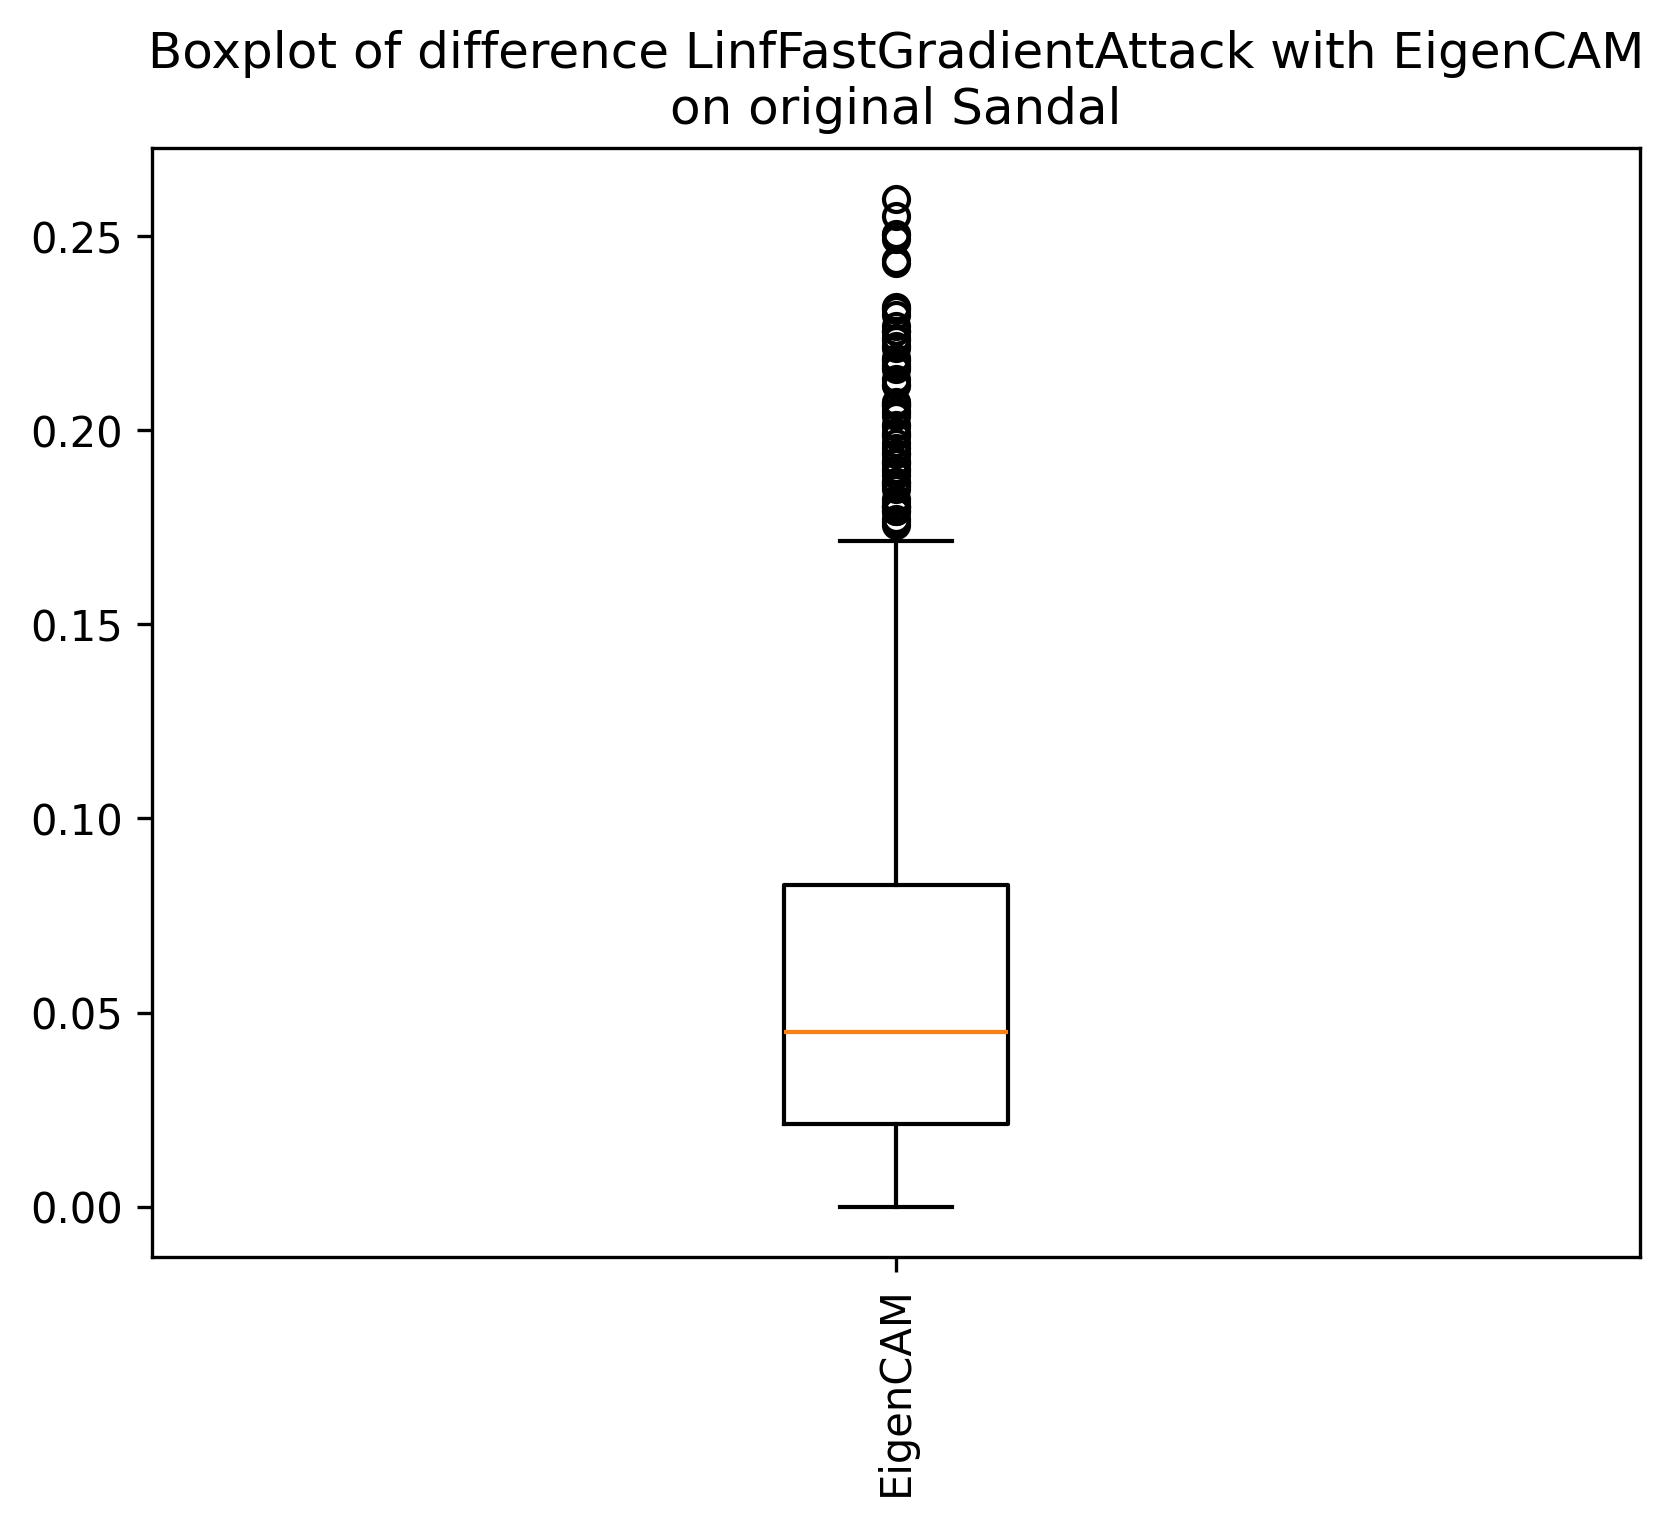 Boxplot of difference LinfFastGradientAttack with EigenCAM
on original Sandal
0.25
0.20
0.15
0.10
0.05
0.00
EigenCAM